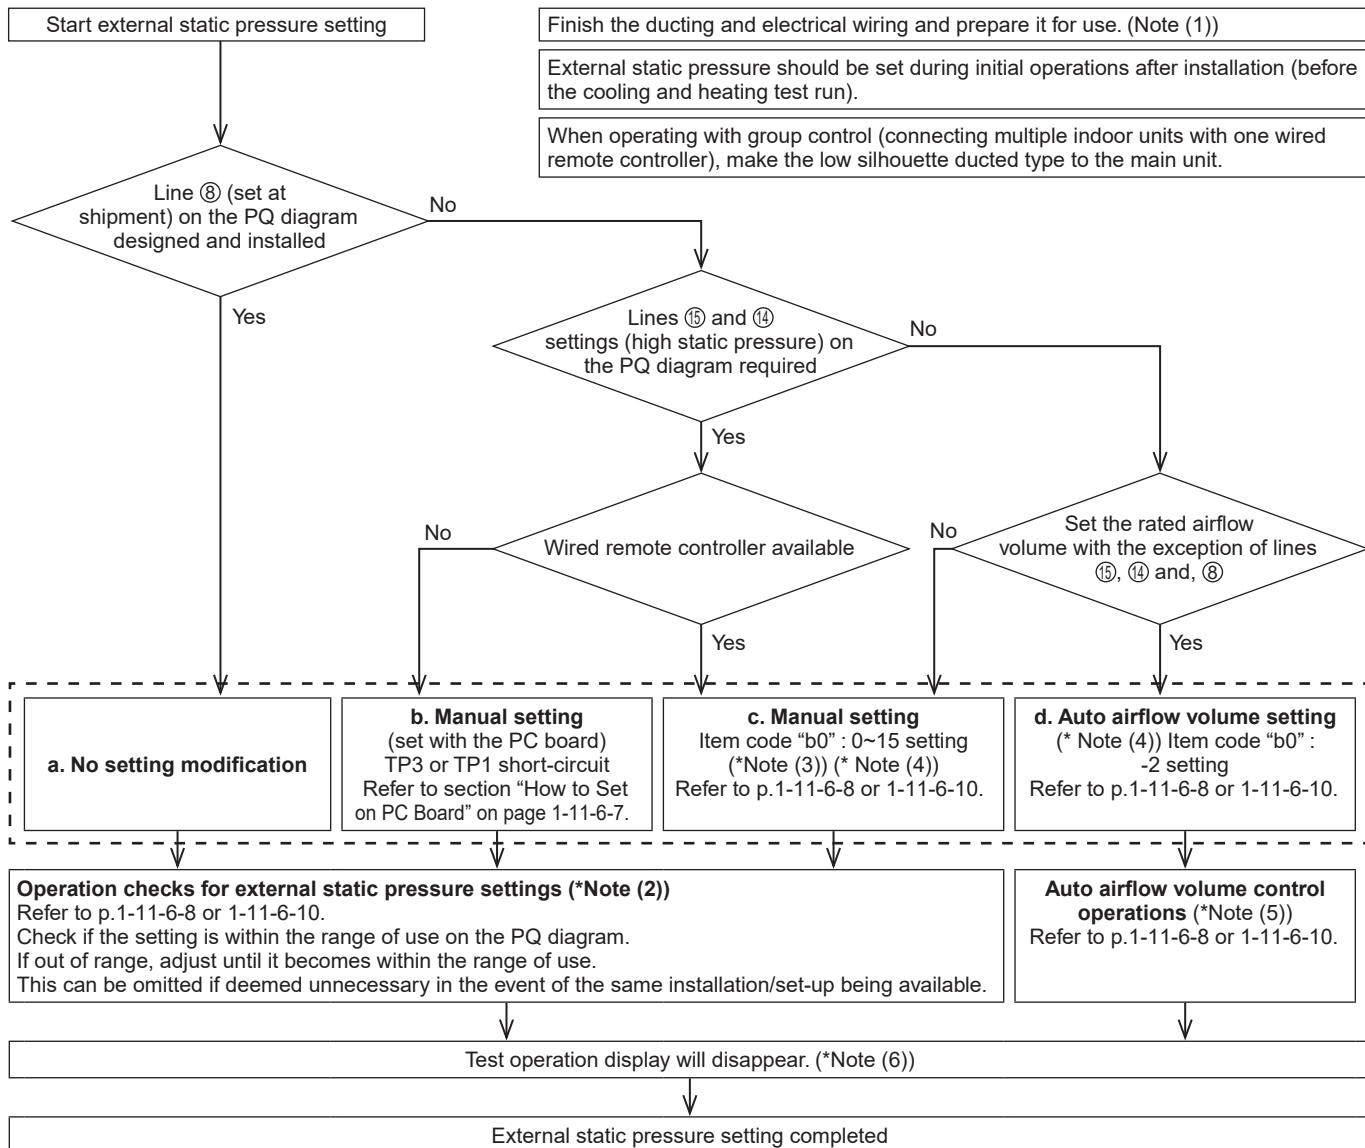 Start external static pressure setting
Finish the ducting and electrical wiring and prepare it for use. (Note (1))
External static pressure should be set during initial operations after installation (before
the cooling and heating test run).
When operating with group control (connecting multiple indoor units with one wired
remote controller), make the low silhouette ducted type to the main unit.
Line ⑧ (set at
shipment) on the PQ diagram
designed and installed
No
Yes
Lines ⑮ and ⑭
settings (high static pressure) on
the PQ diagram required
No
Yes
Wired remote controller available
No
Yes
Set the rated airflow
volume with the exception of lines
⑮, ⑭ and, ⑧
No
Yes
a. No setting modification
b. Manual setting
(set with the PC board)
TP3 or TP1 short-circuit
Refer to section “How to Set
on PC Board” on page 1-11-6-7.
c. Manual setting
Item code “b0” : 0~15 setting
(*Note (3)) (* Note (4))
Refer to p.1-11-6-8 or 1-11-6-10.
d. Auto airflow volume setting
(* Note (4)) Item code “b0” :
-2 setting
Refer to p.1-11-6-8 or 1-11-6-10.
Operation checks for external static pressure settings (*Note (2))
Refer to p.1-11-6-8 or 1-11-6-10.
Check if the setting is within the range of use on the PQ diagram.
If out of range, adjust until it becomes within the range of use.
This can be omitted if deemed unnecessary in the event of the same installation/set-up being available.
Auto airflow volume control
operations (*Note (5))
Refer to p.1-11-6-8 or 1-11-6-10.
Test operation display will disappear. (*Note (6))
External static pressure setting completed